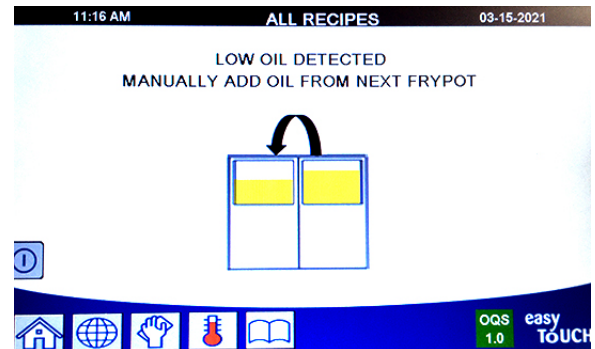 11:16 AM ALL RECIPES 03-15-2021
LOW OIL DETECTED
MANUALLY ADD OIL FROM NEXT FRYPOT
OQS
1.0
easy
TOUCH